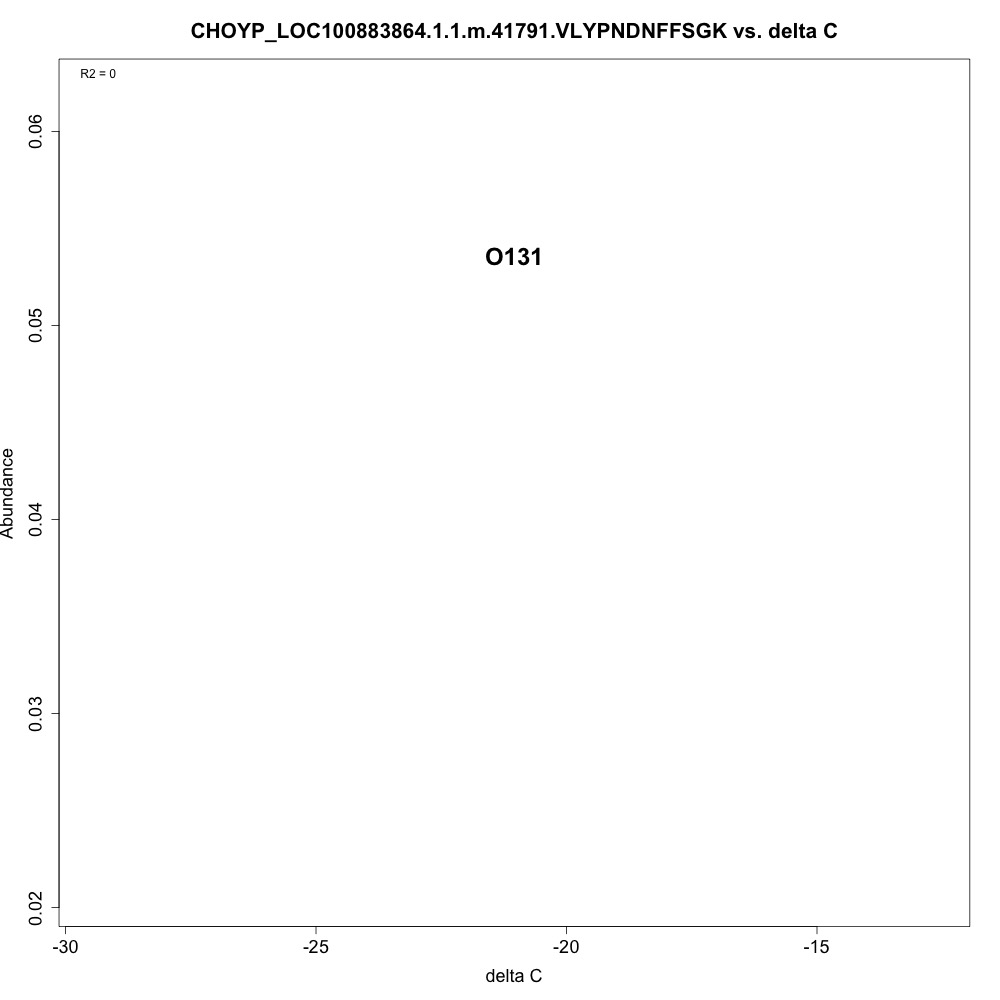 CHOYP_LOC100883864.1.1.m.41791.VLYPNDNFFSGK vs. delta C
R2 = 0
0.06
O131
0.05
Abundance
0.04
0.03
0.02
-30 -25 -20 -15
delta C